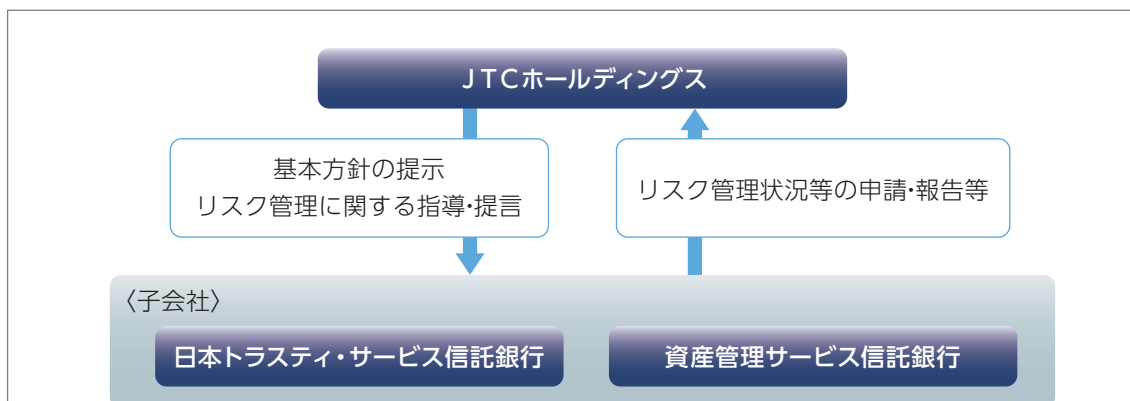 JTCホールディングス
基本方針の提示
リスク管理に関する指導・提言
リスク管理状況等の申請・報告等
〈子会社〉
日本トラスティ・サービス信託銀行
資産管理サービス信託銀行